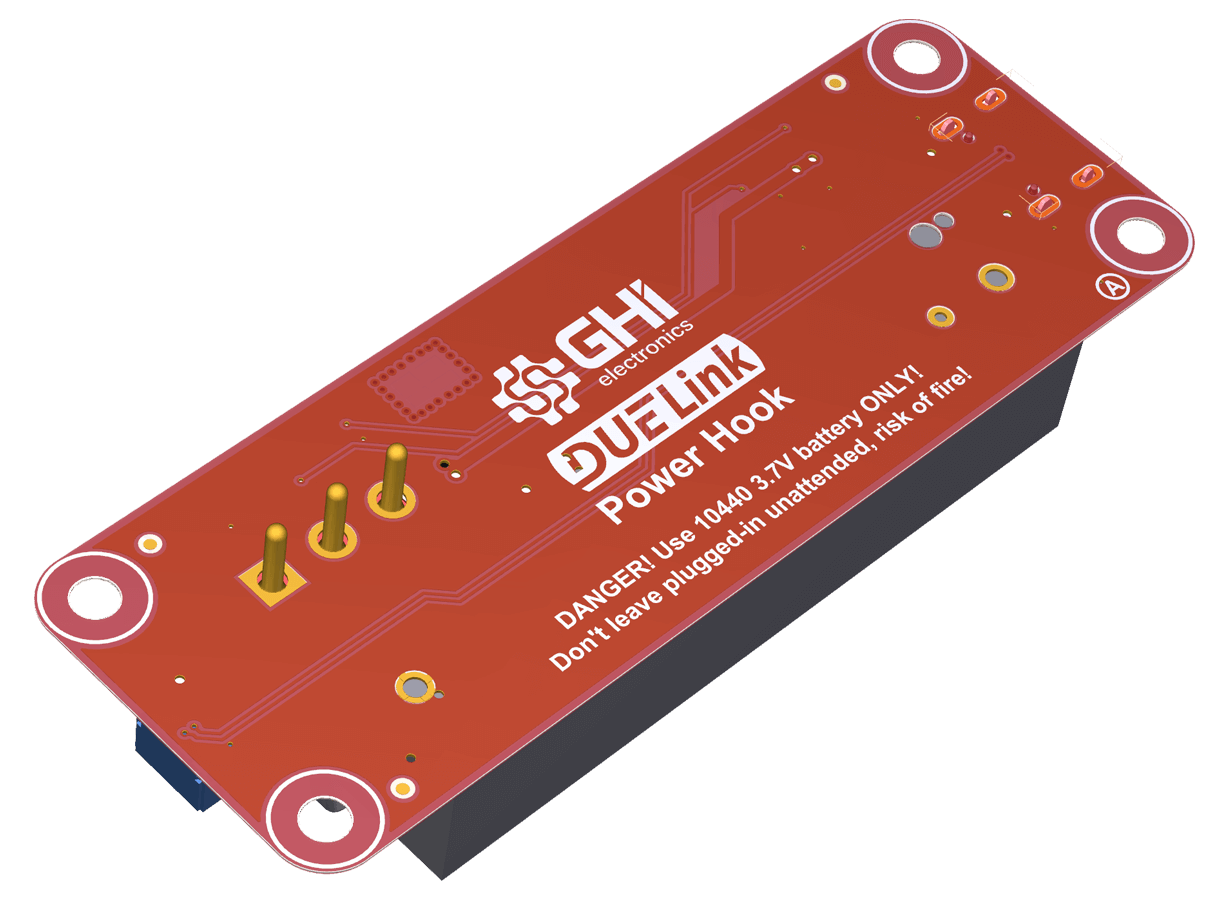 GHI
electronics
DUELink
Power Hook
DANGER! Use 10440 3.7V battery ONLY!
Don't leave plugged-in unattended, risk of fire!
A